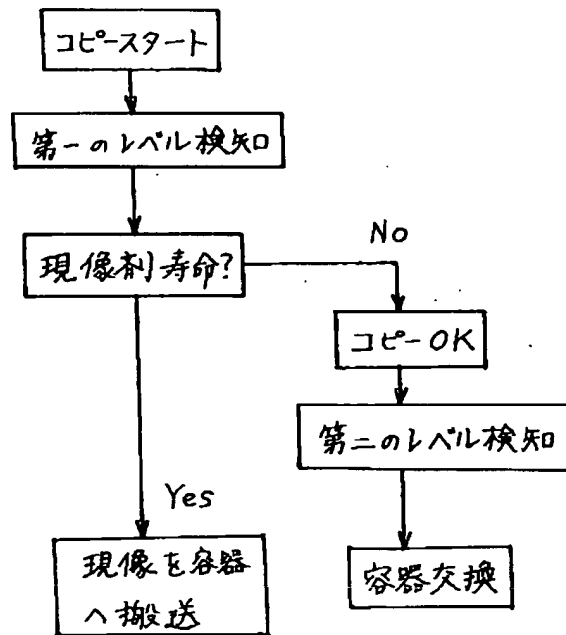 コピースタート
第一のレベル検知
現像剤寿命?
No
コピーOK
第二のレベル検知
Yes
現像を容器
へ搬送
容器交換